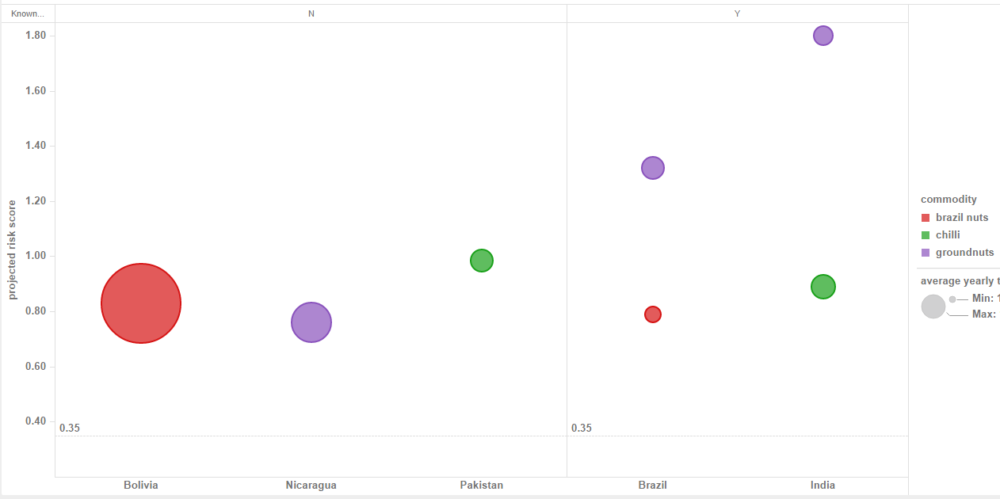 Known... N Y
1.80
1.60
1.40
1.20
1.00
0.80
0.60
0.40
projected risk score
0.35 0.35
Bolivia Nicaragua Pakistan Brazil India
commodity
brazil nuts
chilli
groundnuts
average yearly t
Min: 1
Max: